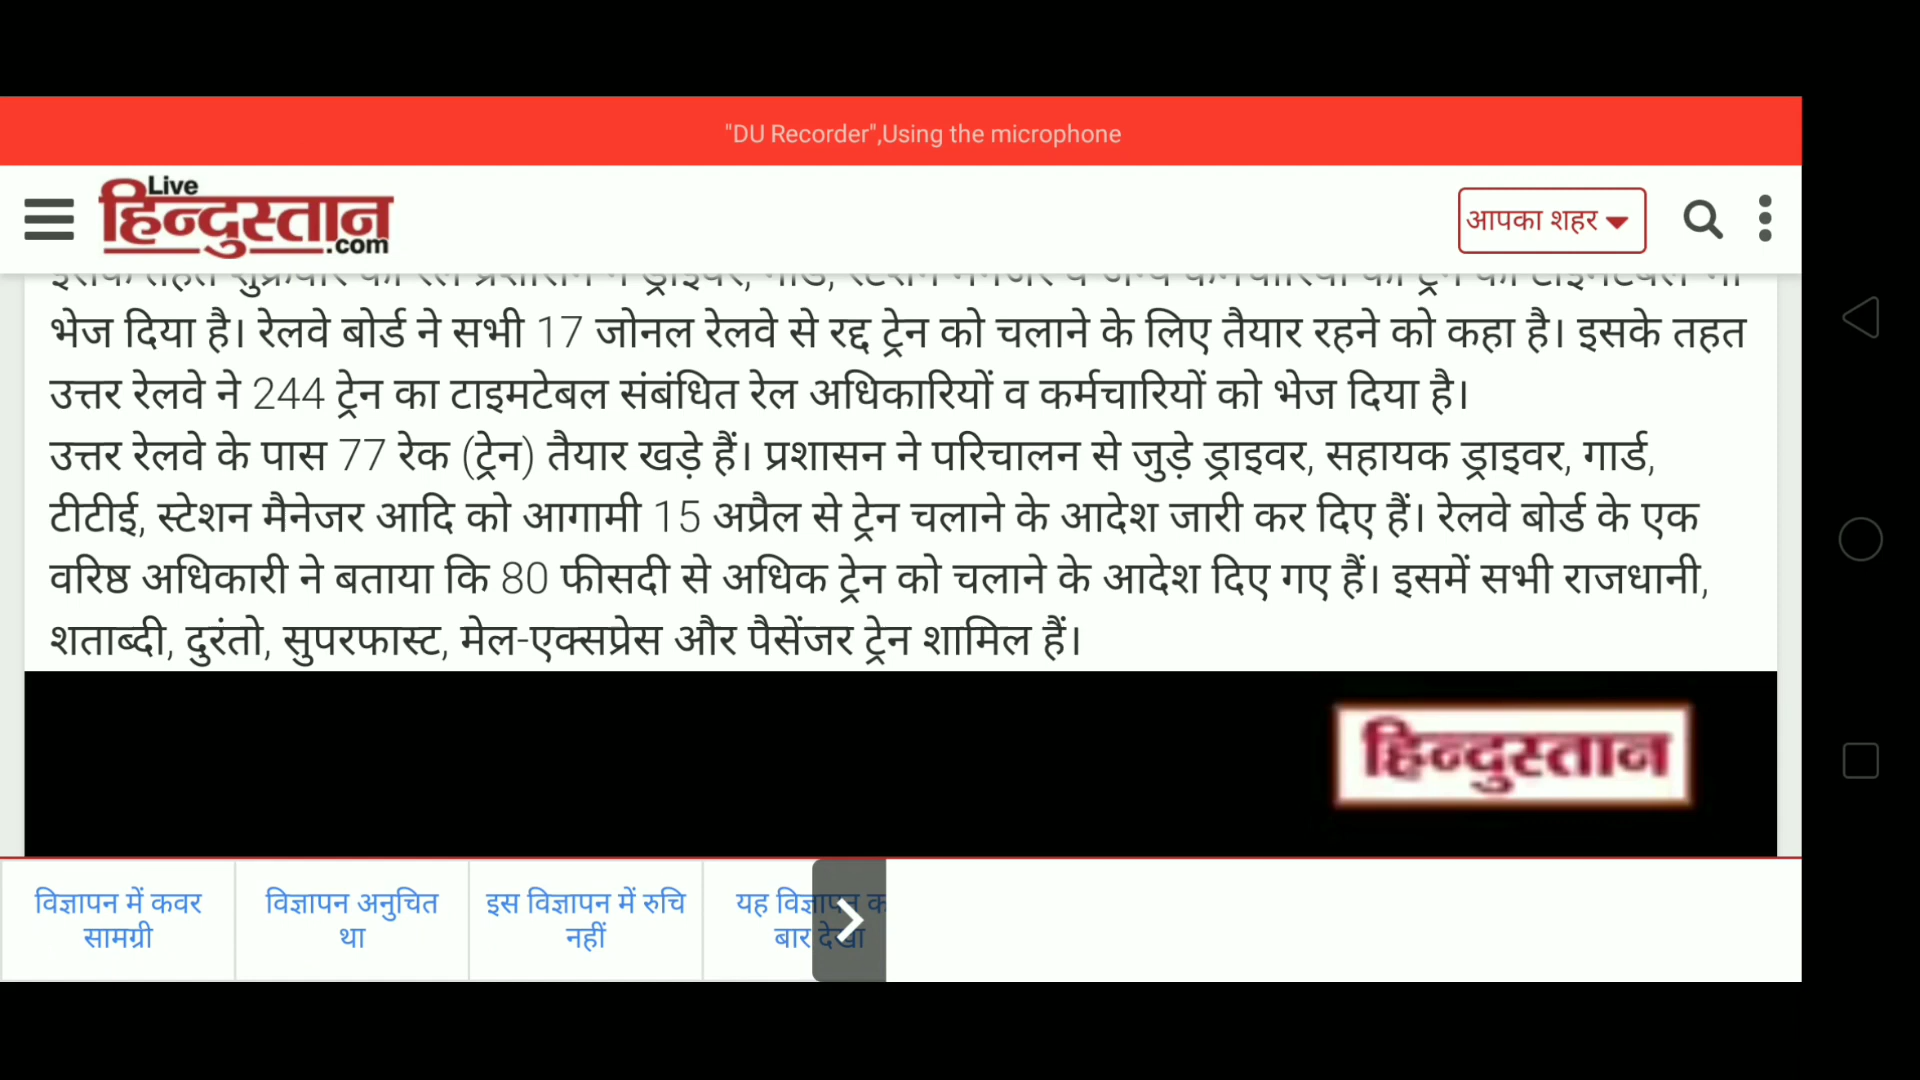 "DU Recorder",Using the microphone
Live
हिन्दुस्तान
.com
आपका शहर
भेज दिया है। रेलवे बोर्ड ने सभी 17 जोनल रेलवे से रद्द ट्रेन को चलाने के लिए तैयार रहने को कहा है। इसके तहत
उत्तर रेलवे ने 244 ट्रेन का टाइमटेबल संबंधित रेल अधिकारियों व कर्मचारियों को भेज दिया है।
उत्तर रेलवे के पास 77 रेक (ट्रेन) तैयार खड़े हैं। प्रशासन ने परिचालन से जुड़े ड्राइवर, सहायक ड्राइवर, गार्ड,
टीटीई, स्टेशन मैनेजर आदि को आगामी 15 अप्रैल से ट्रेन चलाने के आदेश जारी कर दिए हैं। रेलवे बोर्ड के एक
वरिष्ठ अधिकारी ने बताया कि 80 फीसदी से अधिक ट्रेन को चलाने के आदेश दिए गए हैं। इसमें सभी राजधानी,
शताब्दी, दुरंतो, सुपरफास्ट, मेल-एक्सप्रेस और पैसेंजर ट्रेन शामिल हैं।
हिन्दुस्तान
विज्ञापन में कवर
सामग्री
विज्ञापन अनुचित
था
इस विज्ञापन में रुचि
नहीं
यह विज्ञापन
बार देखा